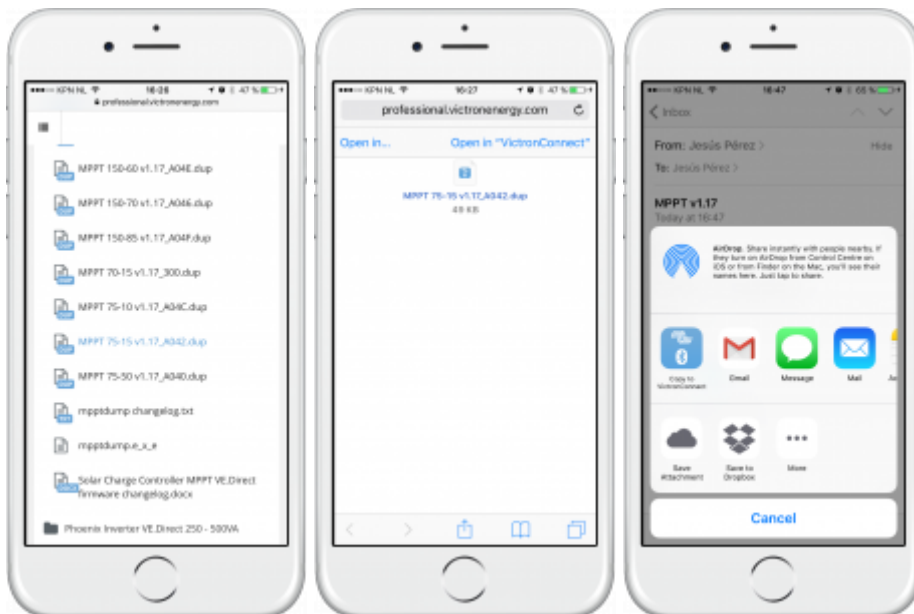 KPN NL
16:26
47 %
professional.victronenergy.com
MPPT 150-60 v1.17_A04E.dup
MPPT 150-70 v1.17_A046.dup
MPPT 150-85 v1.17_A04F.dup
MPPT 70-15 v1.17_300.dup
MPPT 75-10 v1.17_A04C.dup
MPPT 75-15 v1.17_A042.dup
MPPT 75-50 v1.17_A040.dup
mpptdump changelog.txt
mpptdump.e_x_e
Solar Charge Controller MPPT VE.Direct
firmware changelog.docx
Phoenix Inverter VE.Direct 250 - 500VA
KPN NL
16:27
47 %
professional.victronenergy.com
Open in...
Open in "VictronConnect"
MPPT 75-15 v1.17_A042.dup
49 KB
KPN NL
16:47
65 %
Inbox
From: Jesús Pérez
Hide
To: Jesús Pérez
MPPT v1.17
Today at 16:47
AirDrop. Share instantly with people nearby. If
they turn on AirDrop from Control Centre on
iOS or from Finder on the Mac, you'll see their
names here. Just tap to share.
Copy to
VictronConnect
Gmail
Message
Mail
Save
Attachment
Save to
Dropbox
More
Cancel